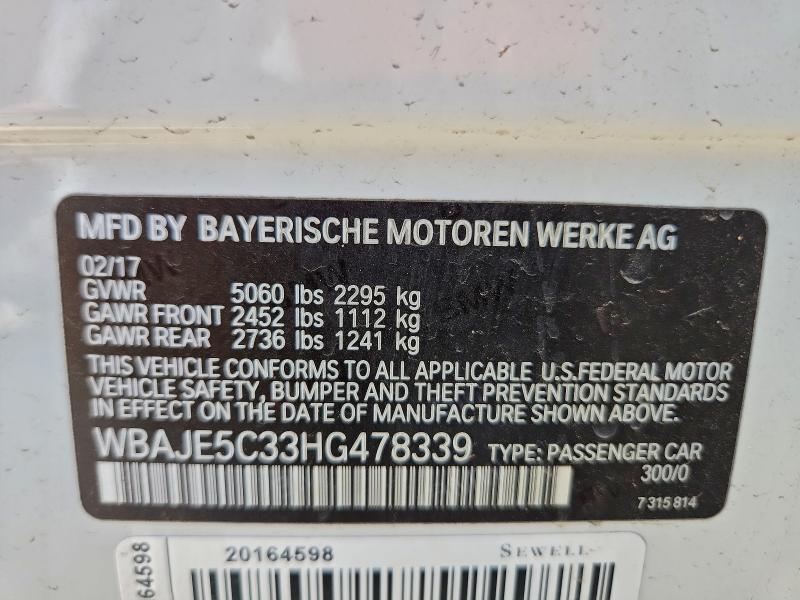 MFD BY BAYERISCHE MOTOREN WERKE AG
02/17
GVWR 5060 lbs 2295 kg
GAWR FRONT 2452 lbs 1112 kg
GAWR REAR 2736 lbs 1241 kg
THIS VEHICLE CONFORMS TO ALL APPLICABLE U.S.FEDERAL MOTOR
VEHICLE SAFETY, BUMPER AND THEFT PREVENTION STANDARDS
IN EFFECT ON THE DATE OF MANUFACTURE SHOWN ABOVE
WBAJE5C33HG478339 TYPE: PASSENGER CAR
300/0
7 315 814
20164598 SEWELL
64598